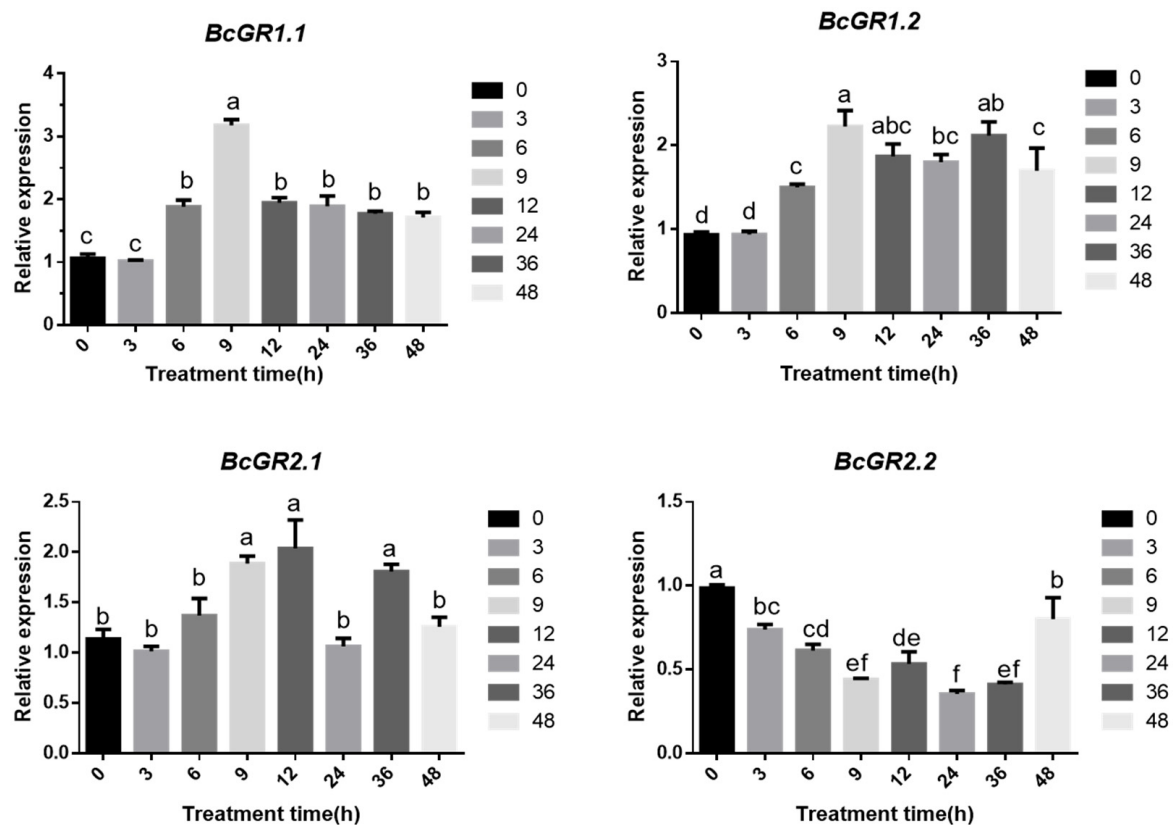 BcGR1.1
Relative expression
4
3
2
1
0
c
c
b
a
b
b
b
b
0
3
6
9
12
24
36
48
Treatment time(h)
0
3
6
9
12
24
36
48
BcGR1.2
Relative expression
3
2
1
0
d
d
c
a
abc
bc
ab
c
0
3
6
9
12
24
36
48
Treatment time(h)
0
3
6
9
12
24
36
48
BcGR2.1
Relative expression
2.5
2.0
1.5
1.0
0.5
0.0
b
b
b
a
a
b
a
b
0
3
6
9
12
24
36
48
Treatment time(h)
0
3
6
9
12
24
36
48
BcGR2.2
Relative expression
1.5
1.0
0.5
0.0
a
bc
cd
ef
de
f
ef
b
0
3
6
9
12
24
36
48
Treatment time(h)
0
3
6
9
12
24
36
48